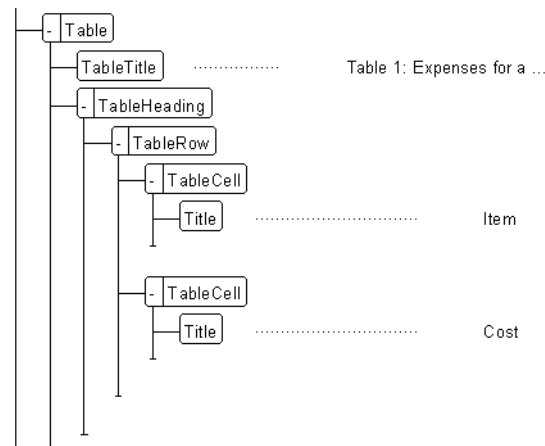 - Table
TableTitle ................ Table 1: Expenses for a ...
- TableHeading
- TableRow
- TableCell
Title ............................... Item
- TableCell
Title ............................... Cost